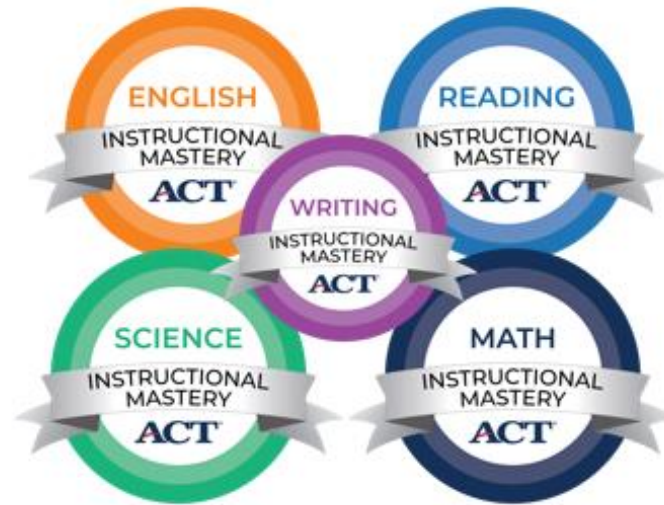 ENGLISH
INSTRUCTIONAL
MASTERY
ACT
READING
INSTRUCTIONAL
MASTERY
ACT
WRITING
INSTRUCTIONAL
MASTERY
ACT
SCIENCE
INSTRUCTIONAL
MASTERY
ACT
MATH
INSTRUCTIONAL
MASTERY
ACT